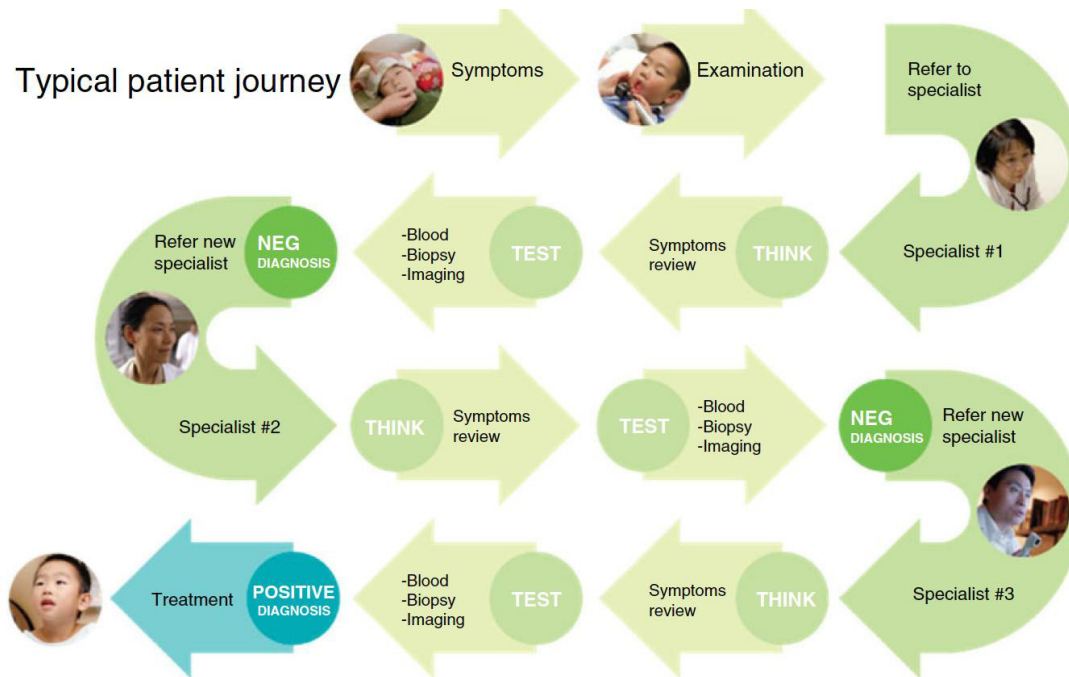 Typical patient journey
Symptoms
Examination
Refer to
specialist
Specialist #1
THINK
Symptoms
review
TEST
-Blood
-Biopsy
-Imaging
NEG
DIAGNOSIS
Refer new
specialist
Specialist #2
THINK
Symptoms
review
TEST
-Blood
-Biopsy
-Imaging
NEG
DIAGNOSIS
Refer new
specialist
Specialist #3
THINK
Symptoms
review
TEST
-Blood
-Biopsy
-Imaging
POSITIVE
DIAGNOSIS
Treatment